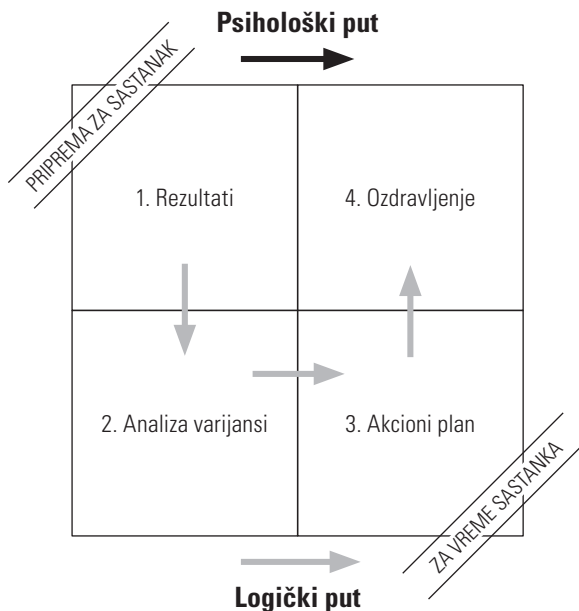 Psihološki put
PRIPREMA ZA SASTANAK
1. Rezultati
4. Ozdravljenje
2. Analiza varijansi
3. Akcioni plan
ZA VREME SASTANKA
Logički put